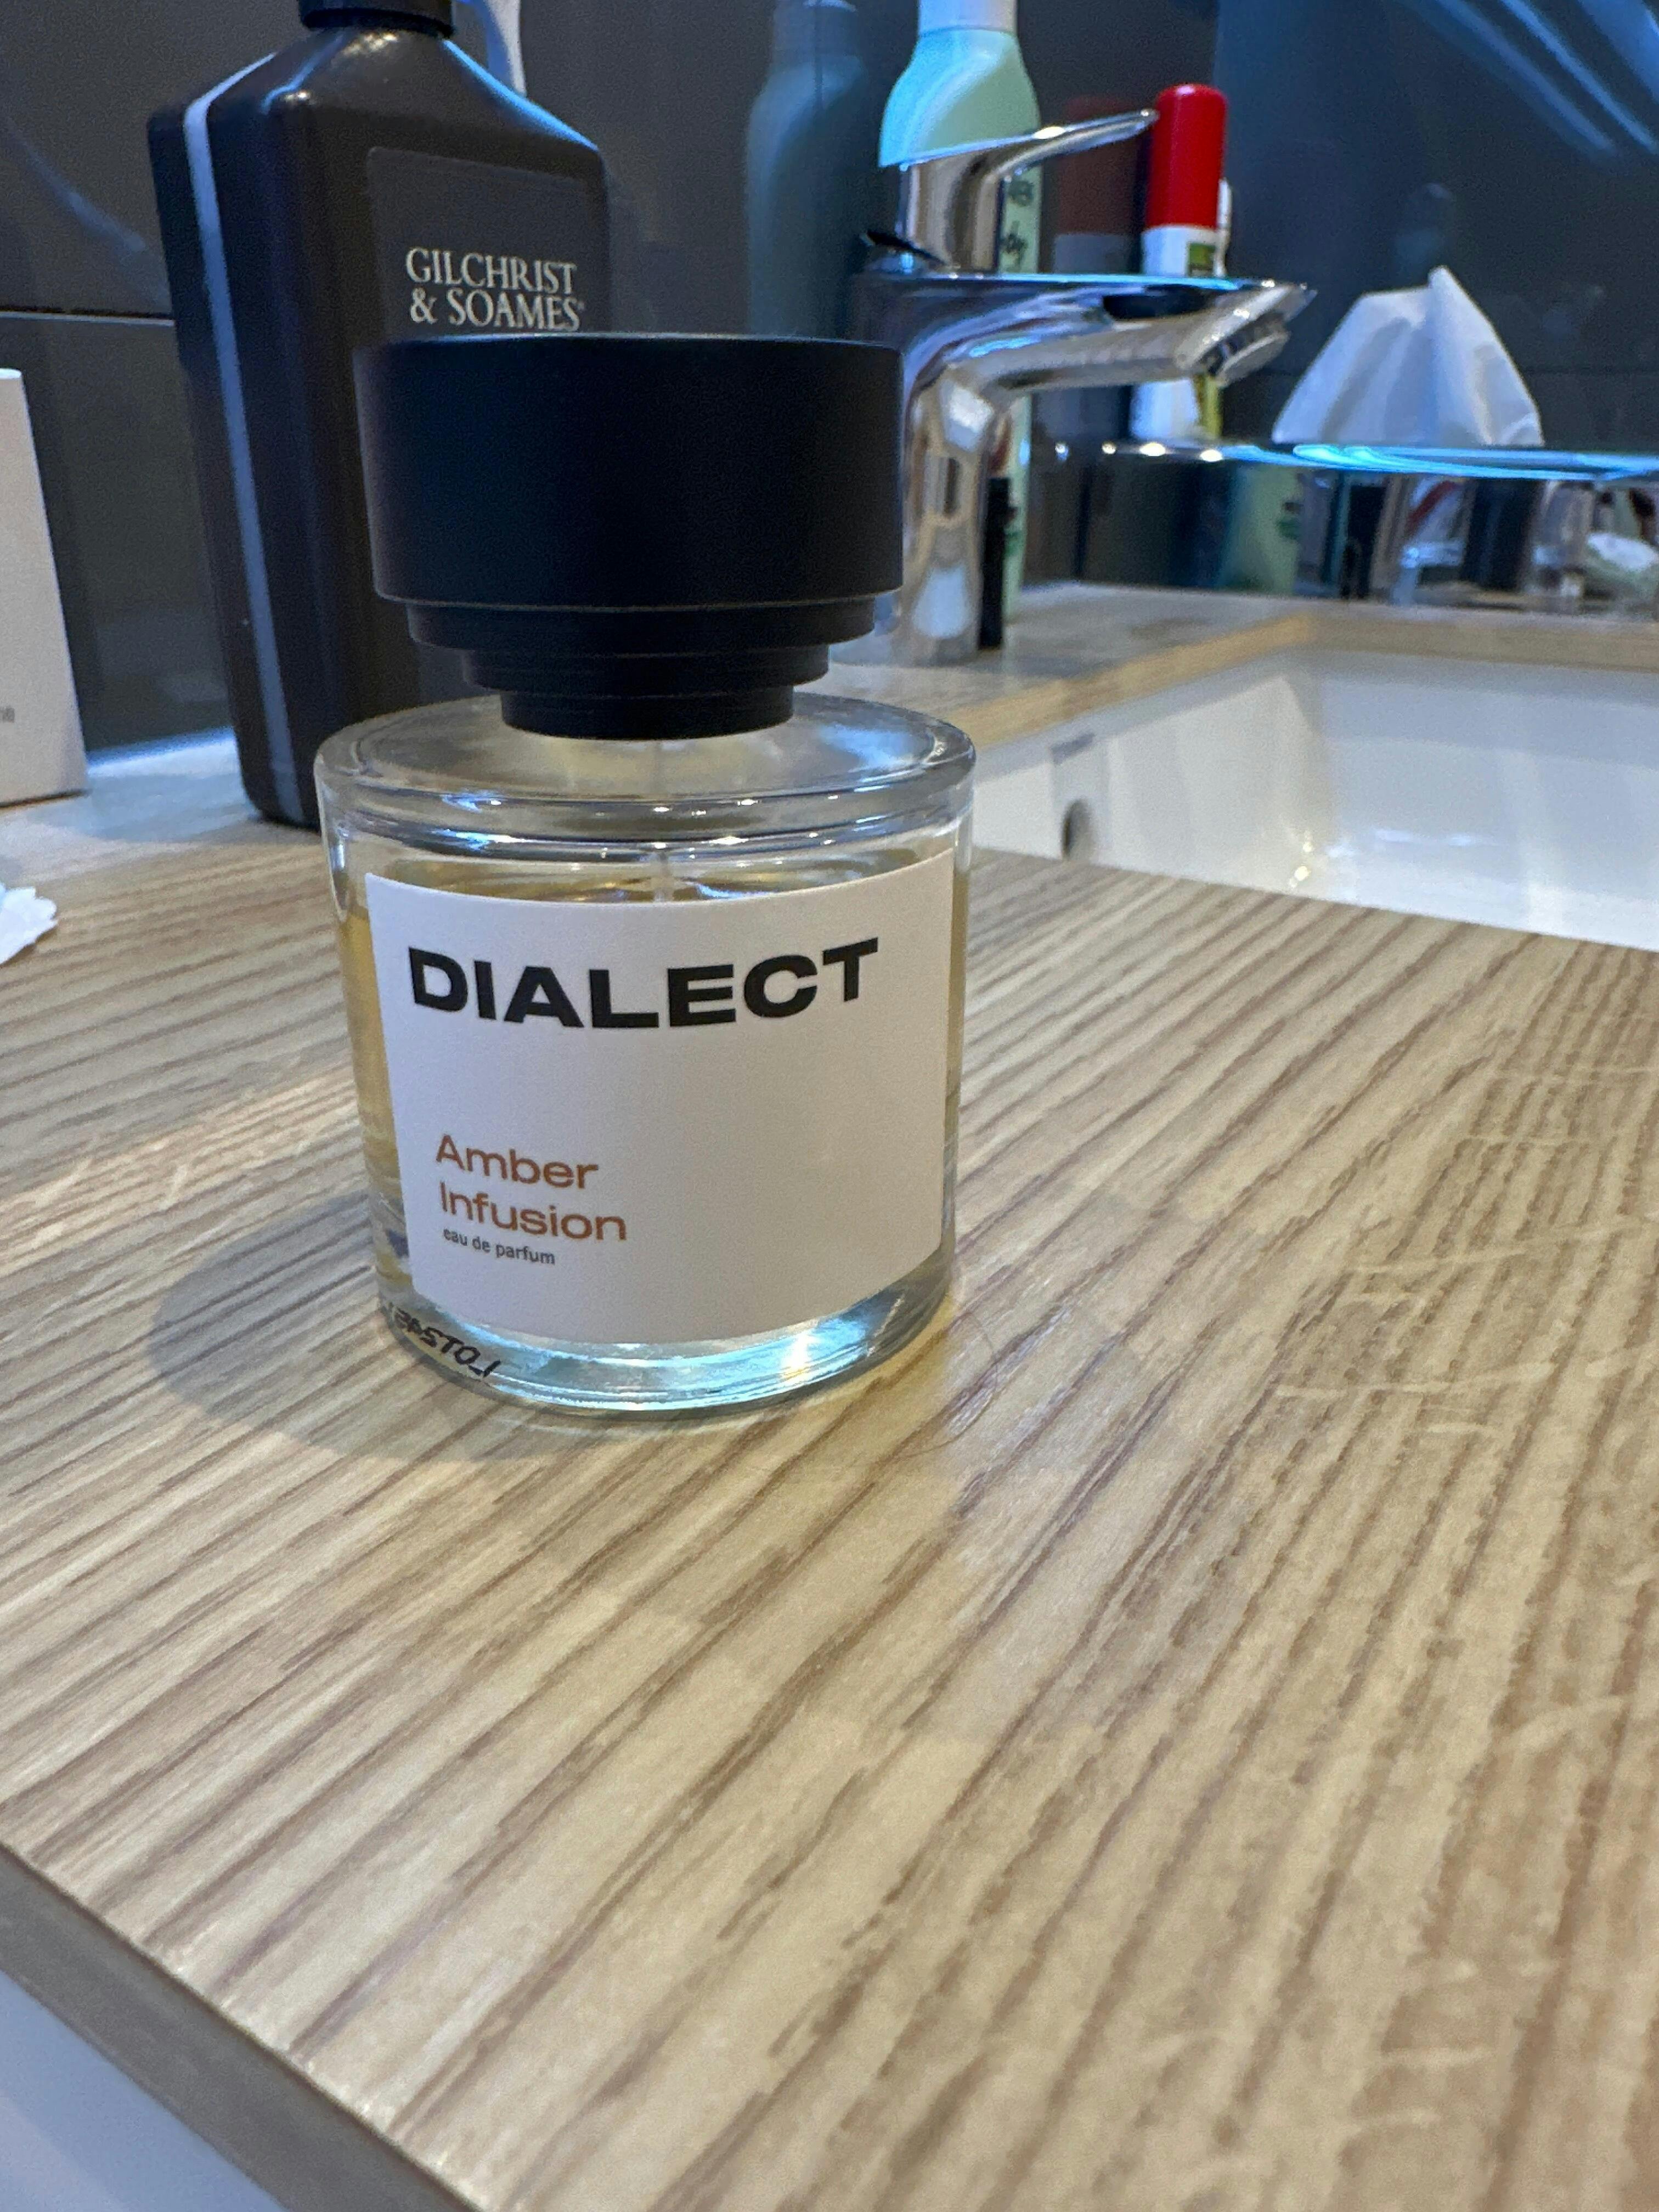 GILCHRIST
& SOAMES®
DIALECT
Amber
Infusion
eau de parfum